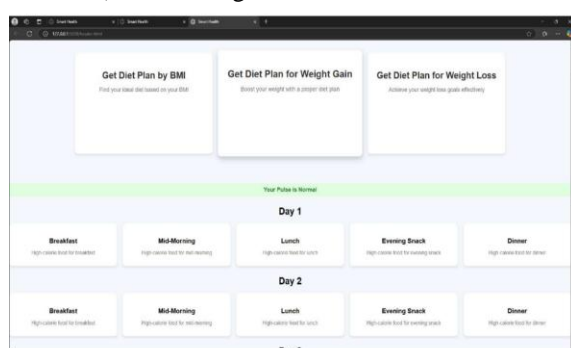 Smart Health
Smart Health
Smart Health
Get Diet Plan by BMI
Find your ideal diet based on your BMI
Get Diet Plan for Weight Gain
Boost your weight with a proper diet plan
Get Diet Plan for Weight Loss
Achieve your weight loss goals effectively
Your Pulse is Normal
Day 1
Breakfast
High-calorie food for breakfast
Mid-Morning
High-calorie food for mid-morning
Lunch
High-calorie food for lunch
Evening Snack
High-calorie food for evening snack
Dinner
High-calorie food for dinner
Day 2
Breakfast
High-calorie food for breakfast
Mid-Morning
High-calorie food for mid-morning
Lunch
High-calorie food for lunch
Evening Snack
High-calorie food for evening snack
Dinner
High-calorie food for dinner